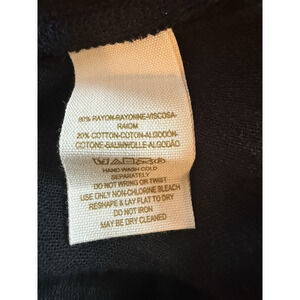 80% RAYON-RAYONNE-VISCOSA-
RAION
20% COTTON-COTON-ALGODÓN-
COTONE-BAUMWOLLE-ALGODÃO
HAND WASH COLD
SEPARATELY
DO NOT WRING OR TWIST
USE ONLY NON-CHLORINE BLEACH
RESHAPE & LAY FLAT TO DRY
DO NOT IRON
MAY BE DRY CLEANED